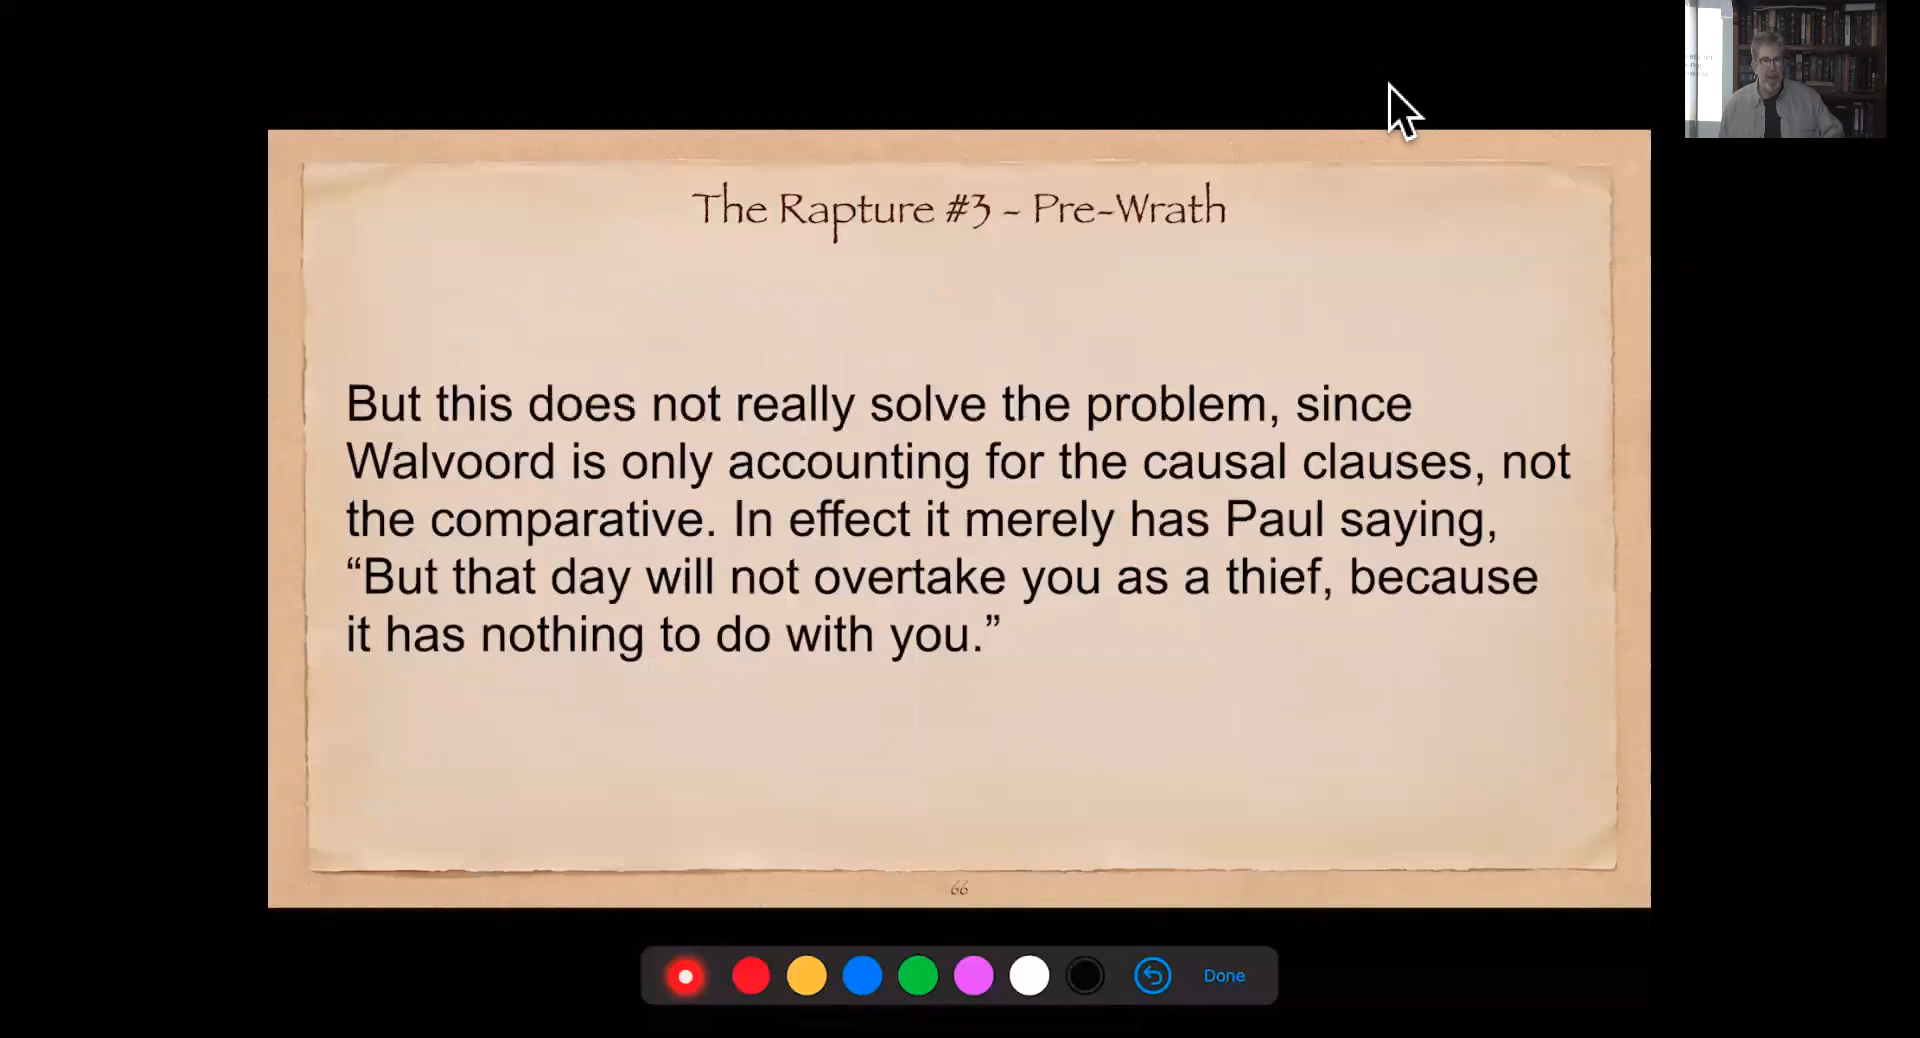 The Rapture #3 - Pre-Wrath
But this does not really solve the problem, since
Walvoord is only accounting for the causal clauses, not
the comparative. In effect it merely has Paul saying,
“But that day will not overtake you as a thief, because
it has nothing to do with you.”
66
Done